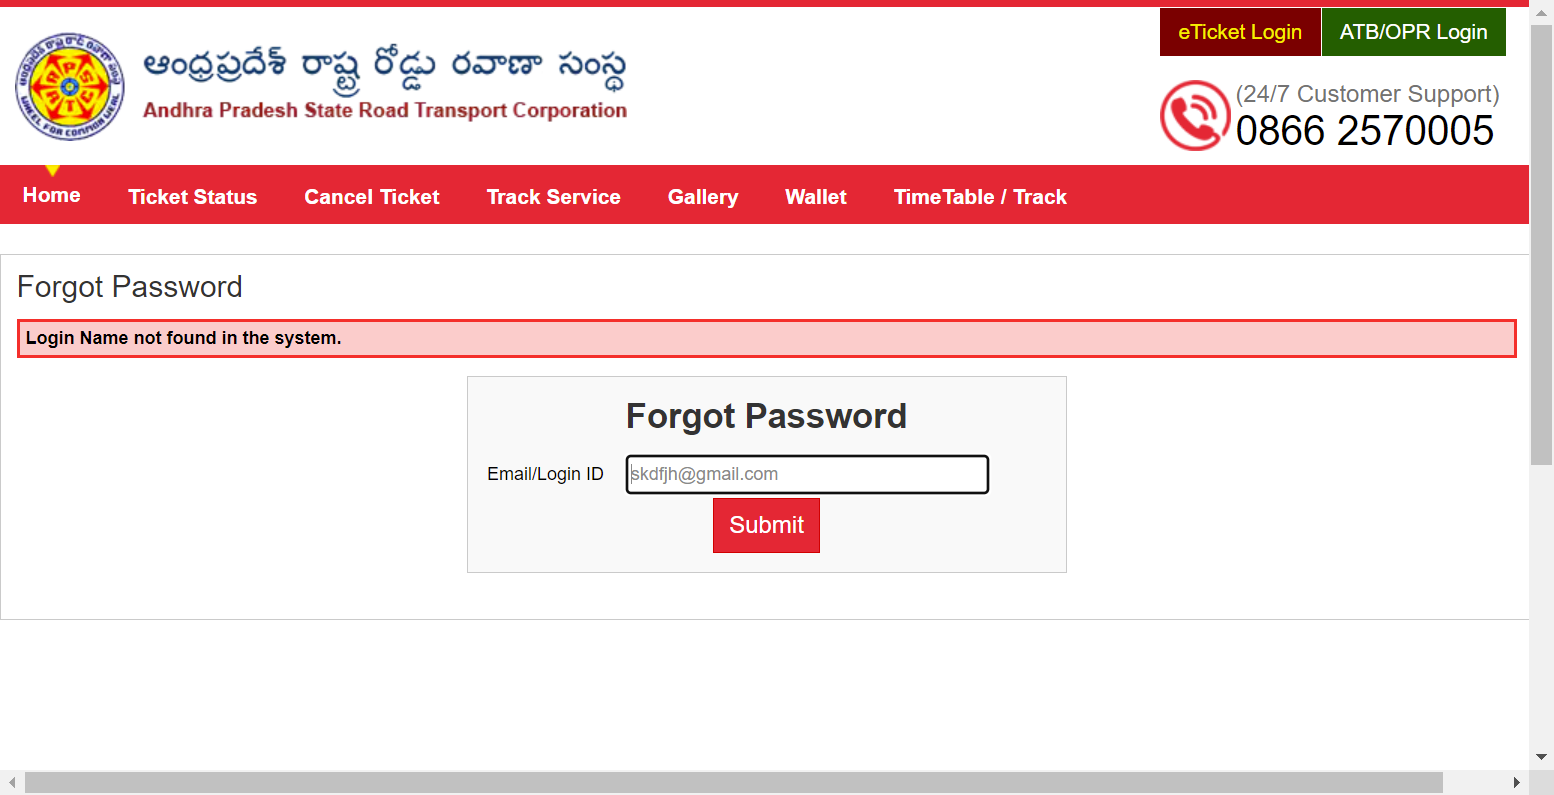 eTicket Login
ATB/OPR Login
ఆంధ్రప్రదేశ్ రాష్ట్ర రోడ్డు రవాణా సంస్థ
Andhra Pradesh State Road Transport Corporation
(24/7 Customer Support)
0866 2570005
Home
Ticket Status
Cancel Ticket
Track Service
Gallery
Wallet
TimeTable / Track
Forgot Password
Login Name not found in the system.
Forgot Password
Email/Login ID
skdfjh@gmail.com
Submit